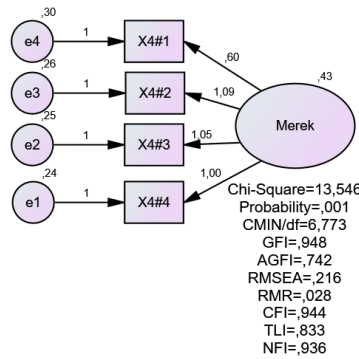 ,30
e4
1
X4#1
,60
,26
e3
1
X4#2
,43
1,09
,25
e2
1
X4#3
1,05
Merek
,24
e1
1
X4#4
1,00
Chi-Square=13,546
Probability=,001
CMIN/df=6,773
GFI=,948
AGFI=,742
RMSEA=,216
RMR=,028
CFI=,944
TLI=,833
NFI=,936